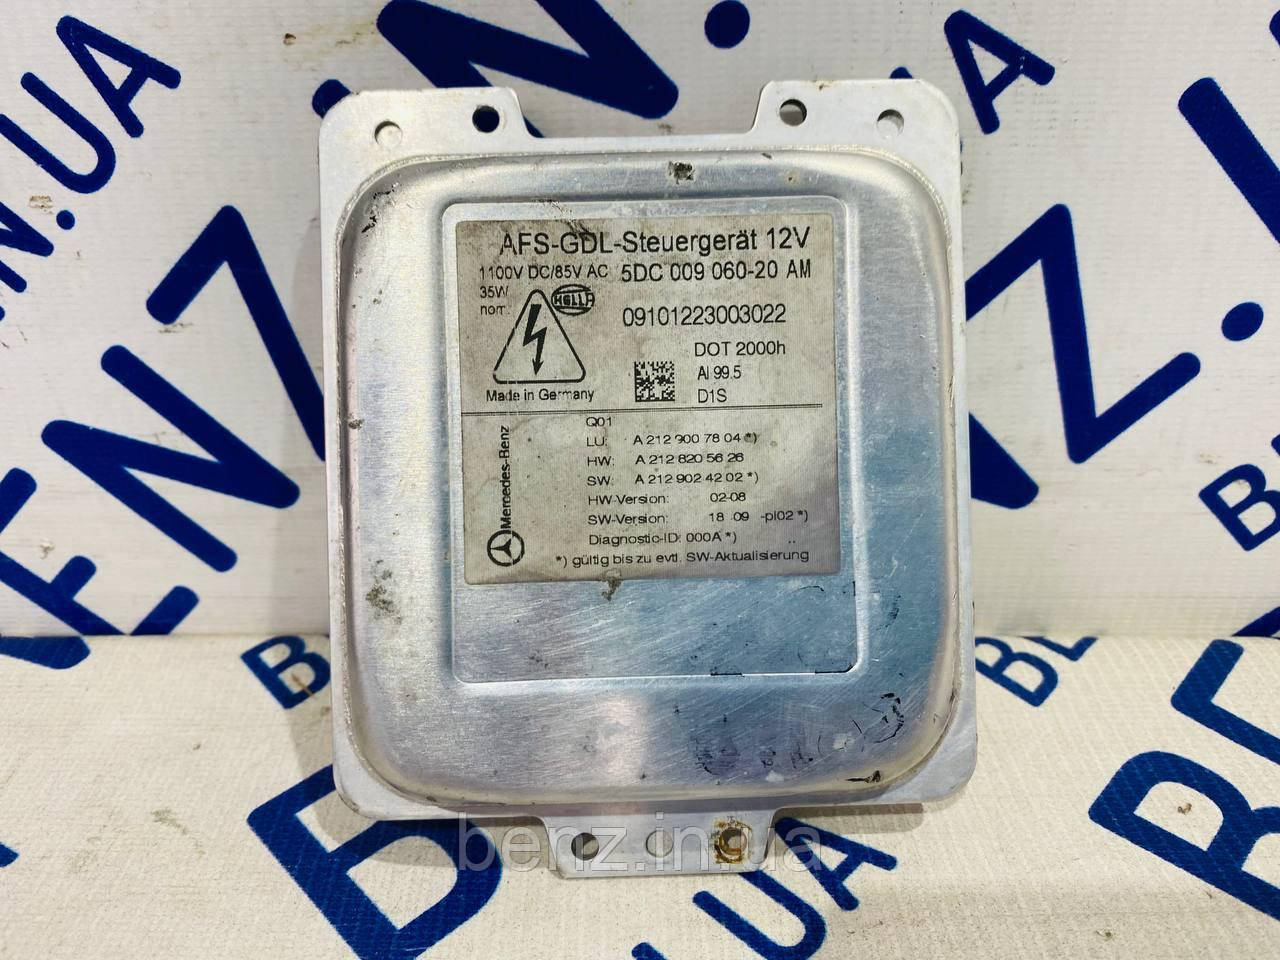 AFS-GDL-Steuergerät 12V
1100V DC/85V AC 5DC 009 060-20 AM
35W
nom.
HELLA
09101223003022
DOT 2000h
Al 99.5
D1S
Made in Germany
Mercedes-Benz
Q01
LU: A 212 900 78 04 *)
HW: A 212 820 56 26
SW: A 212 902 42 02 *)
HW-Version: 02-08
SW-Version: 18 .09 -pl02 *)
Diagnostic-ID: 000A *)
*) gültig bis zu evtl. SW-Aktualisierung
benz.in.ua